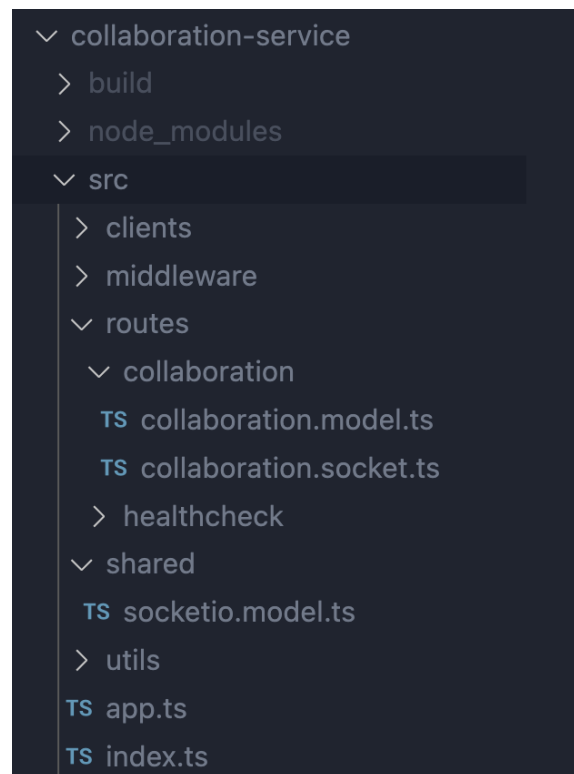 collaboration-service
build
node_modules
src
clients
middleware
routes
collaboration
TS collaboration.model.ts
TS collaboration.socket.ts
healthcheck
shared
TS socketio.model.ts
utils
TS app.ts
TS index.ts